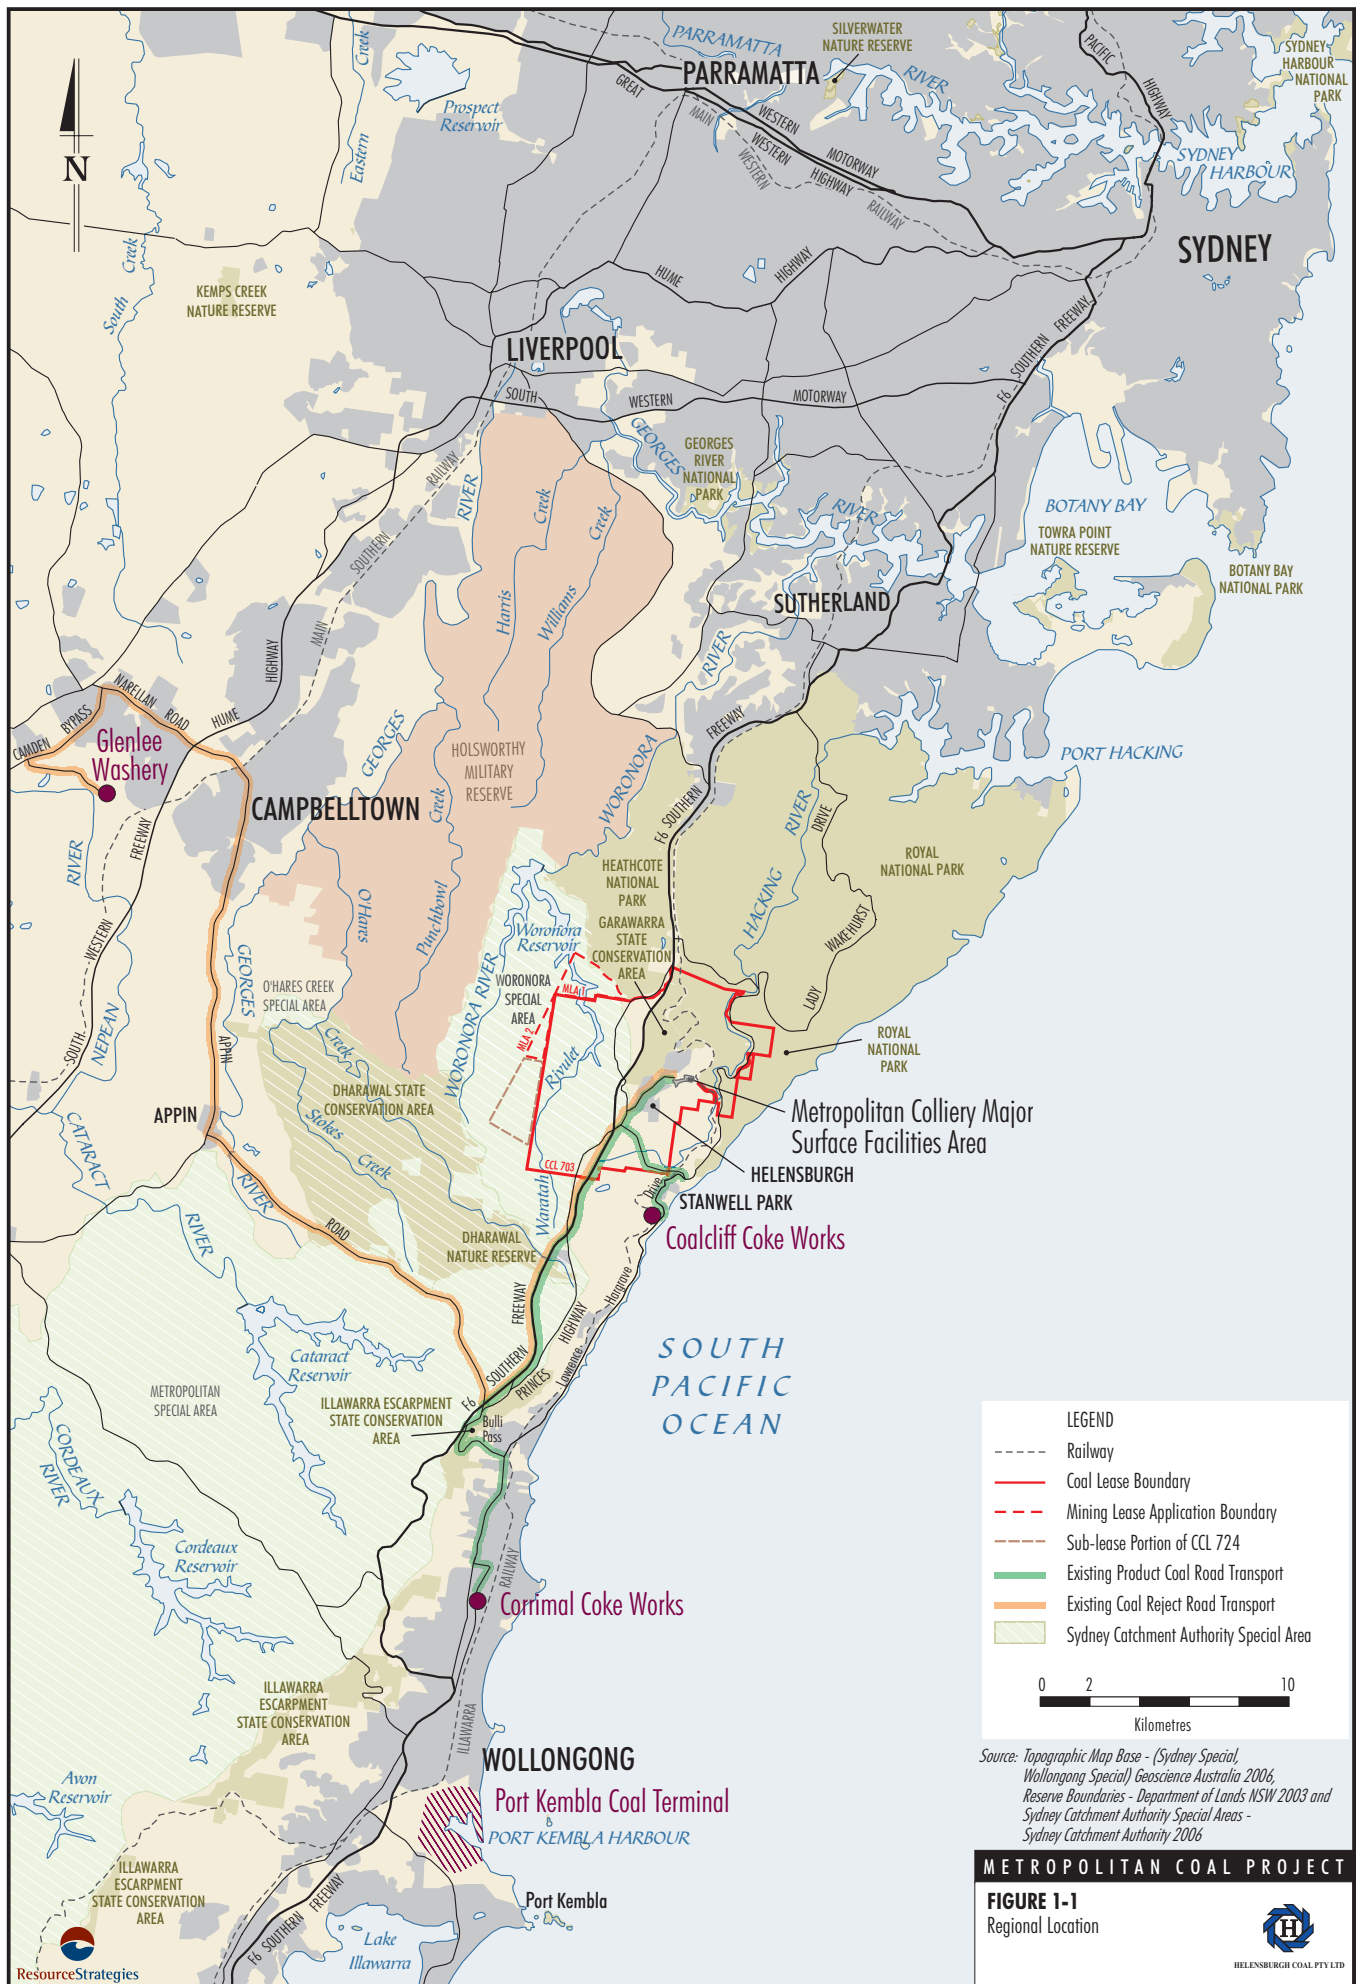 SILVERWATER
NATURE RESERVE
PARRAMATTA
RIVER
PARRAMATTA
PACIFIC
HIGHWAY
SYDNEY
HARBOUR
NATIONAL
PARK
Creek
Eastern
Prospect
Reservoir
GREAT
WESTERN
HIGHWAY
MAIN
WESTERN
RAILWAY
WESTERN
MOTORWAY
SYDNEY
HARBOUR
N
SYDNEY
South
Creek
KEMPS CREEK
NATURE RESERVE
HUME
HIGHWAY
LIVERPOOL
F6
SOUTHERN
FREEWAY
SOUTH
WESTERN
MOTORWAY
GEORGES
RIVER
GEORGES
RIVER
NATIONAL
PARK
MAIN
SOUTHERN
RAILWAY
RIVER
Harris
Creek
Williams
Creek
BOTANY BAY
TOWRA POINT
NATURE RESERVE
BOTANY BAY
NATIONAL PARK
SUTHERLAND
RIVER
FREEWAY
HUME
HIGHWAY
NARELLAN
ROAD
CAMDEN
BYPASS
Glenlee
Washery
GEORGES
HOLSWORTHY
MILITARY
RESERVE
WORONORA
PORT HACKING
CAMPBELLTOWN
F6 SOUTHERN
HACKING
RIVER
DRIVE
WAKEHURST
LADY
ROYAL
NATIONAL PARK
RIVER
FREEWAY
WESTERN
SOUTH
NEPEAN
HEATHCOTE
NATIONAL
PARK
GARAWARRA
STATE
CONSERVATION
AREA
O'Hares
Punchbowl
Creek
Woronora
Reservoir
WORONORA
SPECIAL
AREA
WORONORA RIVER
GEORGES
O'HARES CREEK
SPECIAL AREA
MLA 1
MLA 2
Rivulet
Waratah
CCL 703
ROYAL
NATIONAL
PARK
APPIN
APPIN
Creek
DHARAWAL STATE
CONSERVATION AREA
Stokes
Creek
Metropolitan Colliery Major
Surface Facilities Area
HELENSBURGH
STANWELL PARK
Drive
Coalcliff Coke Works
CATARACT
RIVER
RIVER
ROAD
DHARAWAL
NATURE RESERVE
FREEWAY
SOUTHERN
F6
HIGHWAY
PRINCES
Lawrence
Hargrave
SOUTH
PACIFIC
OCEAN
Cataract
Reservoir
METROPOLITAN
SPECIAL AREA
ILLAWARRA ESCARPMENT
STATE CONSERVATION
AREA
Bulli
Pass
CORDEAUX
RIVER
Cordeaux
Reservoir
RAILWAY
Corrimal Coke Works
ILLAWARRA
ESCARPMENT
STATE CONSERVATION
AREA
ILLAWARRA
WOLLONGONG
Port Kembla Coal Terminal
PORT KEMBLA HARBOUR
Avon
Reservoir
ILLAWARRA
ESCARPMENT
STATE CONSERVATION
AREA
F6 SOUTHERN
FREEWAY
Port Kembla
Lake
Illawarra
LEGEND
Railway
Coal Lease Boundary
Mining Lease Application Boundary
Sub-lease Portion of CCL 724
Existing Product Coal Road Transport
Existing Coal Reject Road Transport
Sydney Catchment Authority Special Area
0 2 10
Kilometres
Source: Topographic Map Base - (Sydney Special,
Wollongong Special) Geoscience Australia 2006,
Reserve Boundaries - Department of Lands NSW 2003 and
Sydney Catchment Authority Special Areas -
Sydney Catchment Authority 2006
METROPOLITAN COAL PROJECT
FIGURE 1-1
Regional Location
H
HELENSBURGH COAL PTY LTD
ResourceStrategies